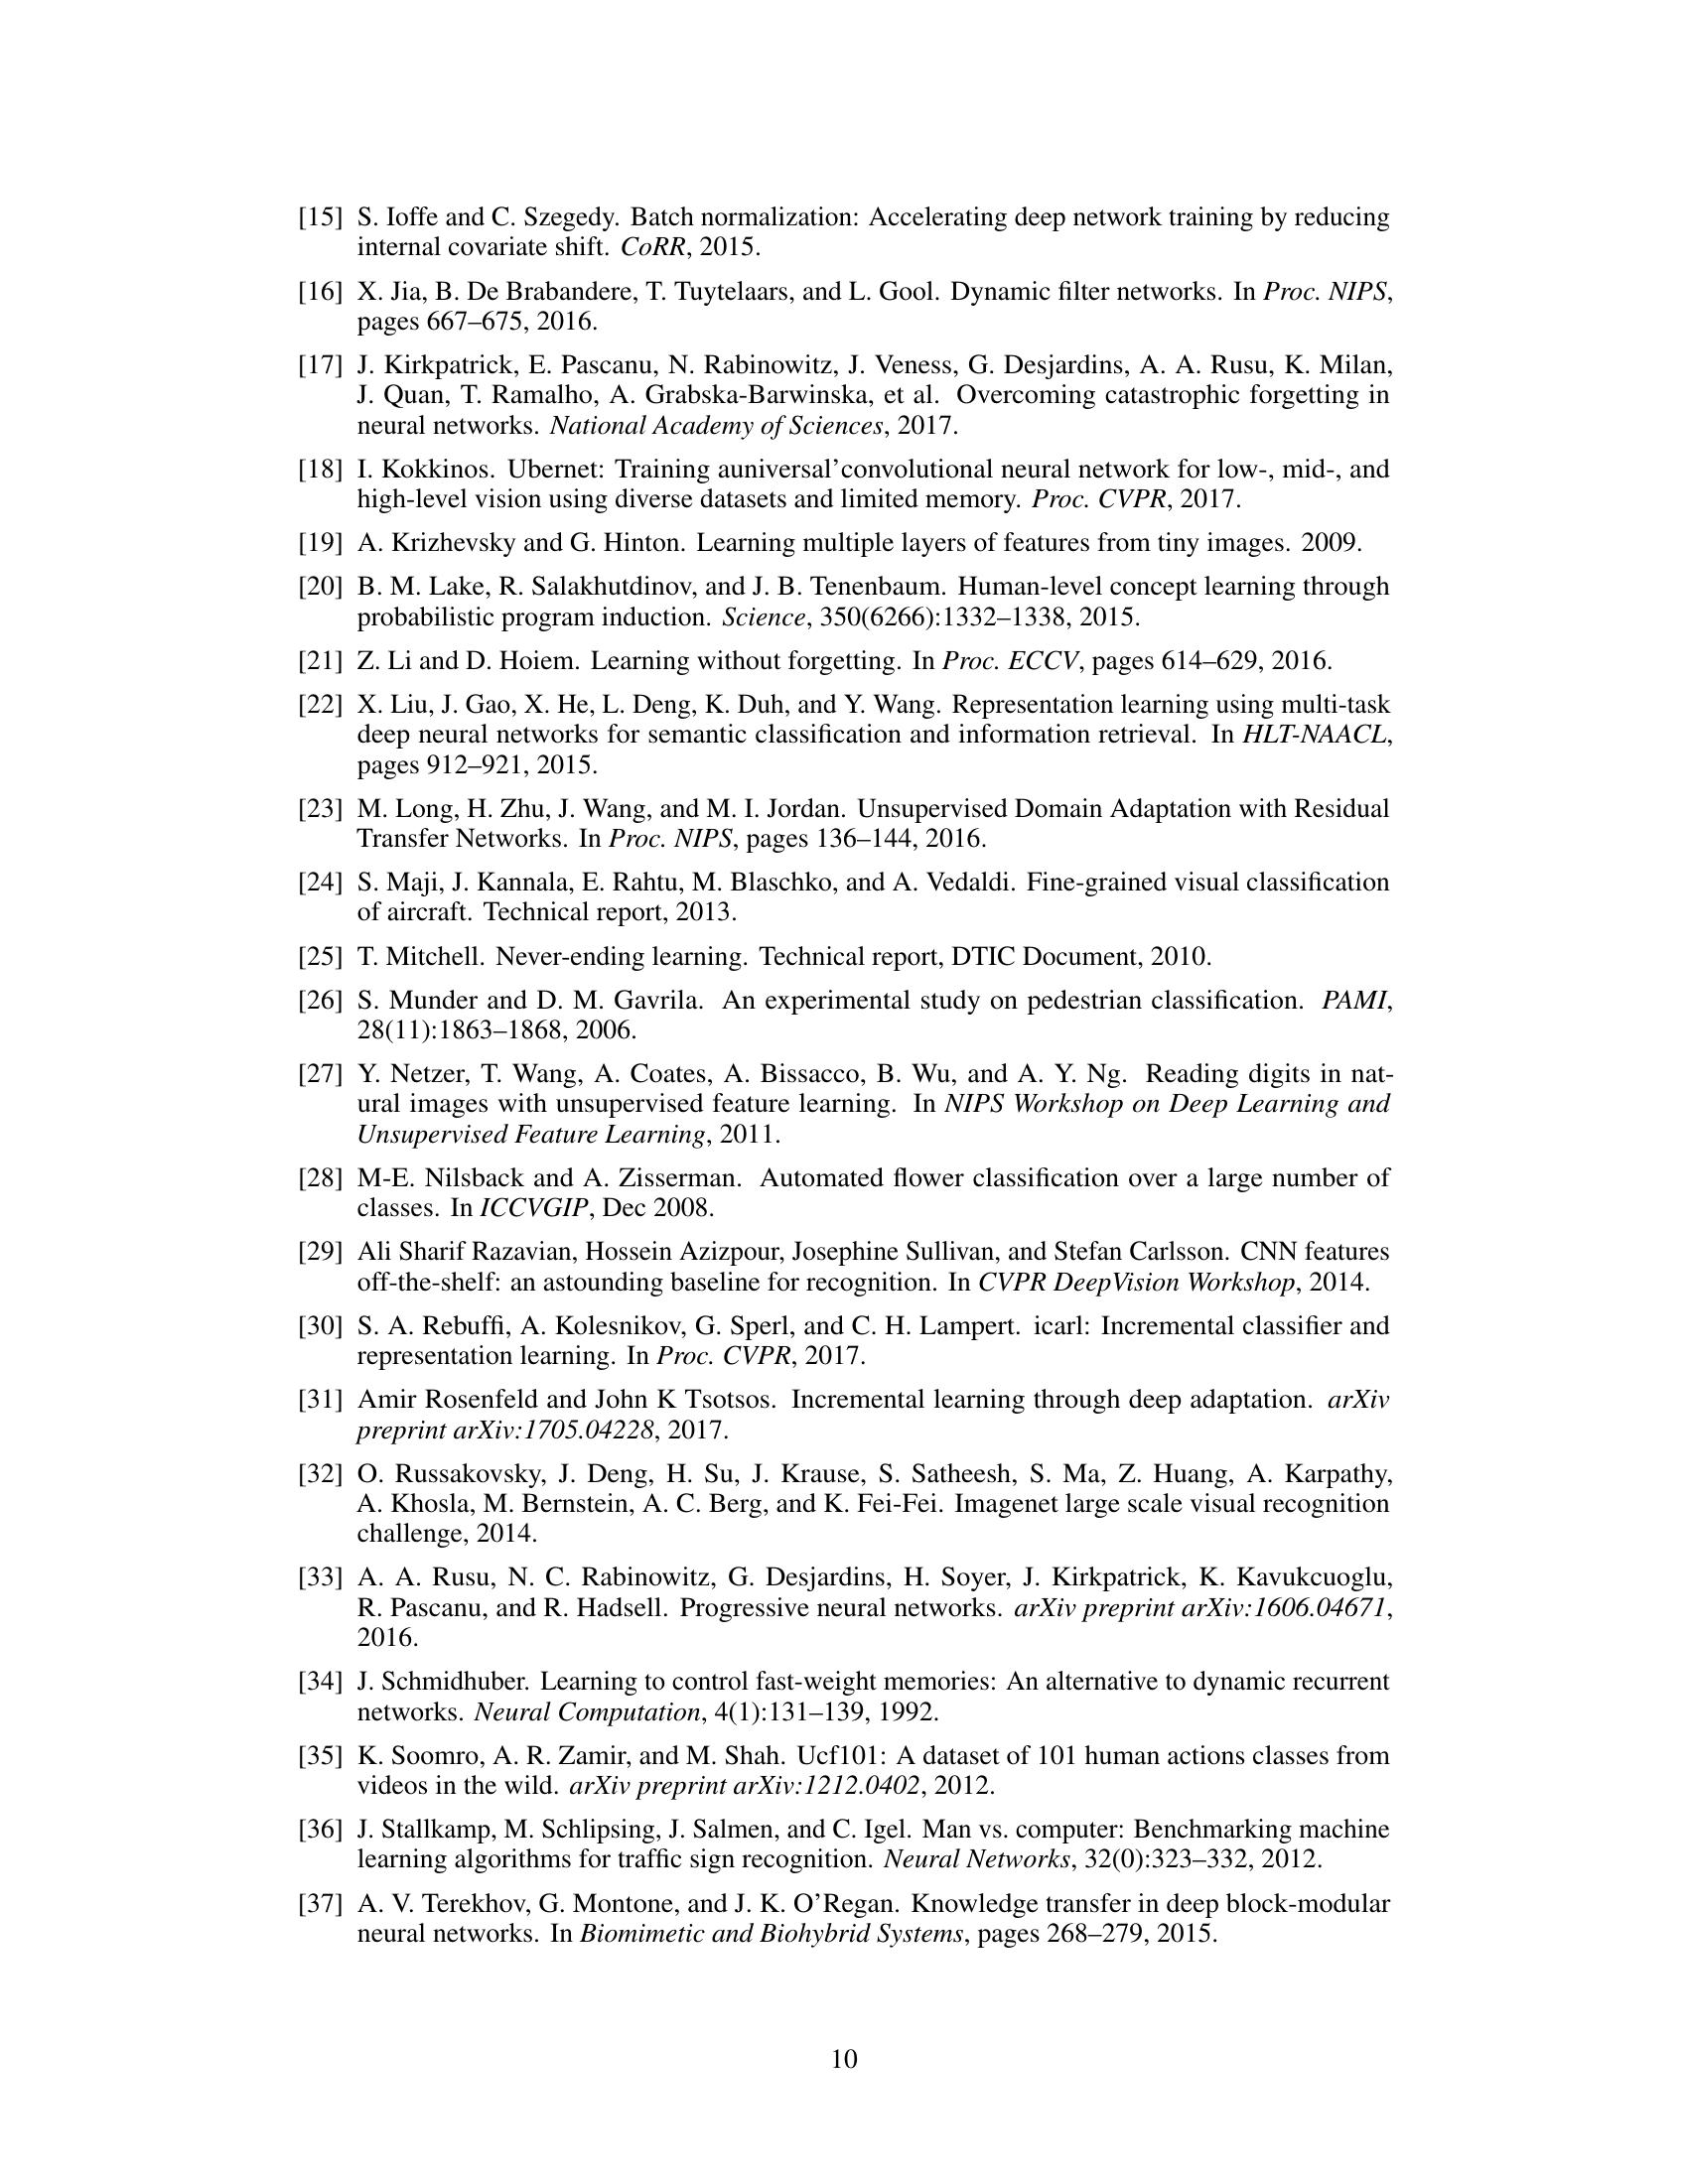 [15] S. Ioffe and C. Szegedy. Batch normalization: Accelerating deep network training by reducing
internal covariate shift. CoRR, 2015.
[16] X. Jia, B. De Brabandere, T. Tuytelaars, and L. Gool. Dynamic filter networks. In Proc. NIPS,
pages 667–675, 2016.
[17] J. Kirkpatrick, E. Pascanu, N. Rabinowitz, J. Veness, G. Desjardins, A. A. Rusu, K. Milan,
J. Quan, T. Ramalho, A. Grabska-Barwinska, et al. Overcoming catastrophic forgetting in
neural networks. National Academy of Sciences, 2017.
[18] I. Kokkinos. Ubernet: Training auniversal’convolutional neural network for low-, mid-, and
high-level vision using diverse datasets and limited memory. Proc. CVPR, 2017.
[19] A. Krizhevsky and G. Hinton. Learning multiple layers of features from tiny images. 2009.
[20] B. M. Lake, R. Salakhutdinov, and J. B. Tenenbaum. Human-level concept learning through
probabilistic program induction. Science, 350(6266):1332–1338, 2015.
[21] Z. Li and D. Hoiem. Learning without forgetting. In Proc. ECCV, pages 614–629, 2016.
[22] X. Liu, J. Gao, X. He, L. Deng, K. Duh, and Y. Wang. Representation learning using multi-task
deep neural networks for semantic classification and information retrieval. In HLT-NAACL,
pages 912–921, 2015.
[23] M. Long, H. Zhu, J. Wang, and M. I. Jordan. Unsupervised Domain Adaptation with Residual
Transfer Networks. In Proc. NIPS, pages 136–144, 2016.
[24] S. Maji, J. Kannala, E. Rahtu, M. Blaschko, and A. Vedaldi. Fine-grained visual classification
of aircraft. Technical report, 2013.
[25] T. Mitchell. Never-ending learning. Technical report, DTIC Document, 2010.
[26] S. Munder and D. M. Gavrila. An experimental study on pedestrian classification. PAMI,
28(11):1863–1868, 2006.
[27] Y. Netzer, T. Wang, A. Coates, A. Bissacco, B. Wu, and A. Y. Ng. Reading digits in nat-
ural images with unsupervised feature learning. In NIPS Workshop on Deep Learning and
Unsupervised Feature Learning, 2011.
[28] M-E. Nilsback and A. Zisserman. Automated flower classification over a large number of
classes. In ICCVGIP, Dec 2008.
[29] Ali Sharif Razavian, Hossein Azizpour, Josephine Sullivan, and Stefan Carlsson. CNN features
off-the-shelf: an astounding baseline for recognition. In CVPR DeepVision Workshop, 2014.
[30] S. A. Rebuffi, A. Kolesnikov, G. Sperl, and C. H. Lampert. icarl: Incremental classifier and
representation learning. In Proc. CVPR, 2017.
[31] Amir Rosenfeld and John K Tsotsos. Incremental learning through deep adaptation. arXiv
preprint arXiv:1705.04228, 2017.
[32] O. Russakovsky, J. Deng, H. Su, J. Krause, S. Satheesh, S. Ma, Z. Huang, A. Karpathy,
A. Khosla, M. Bernstein, A. C. Berg, and K. Fei-Fei. Imagenet large scale visual recognition
challenge, 2014.
[33] A. A. Rusu, N. C. Rabinowitz, G. Desjardins, H. Soyer, J. Kirkpatrick, K. Kavukcuoglu,
R. Pascanu, and R. Hadsell. Progressive neural networks. arXiv preprint arXiv:1606.04671,
2016.
[34] J. Schmidhuber. Learning to control fast-weight memories: An alternative to dynamic recurrent
networks. Neural Computation, 4(1):131–139, 1992.
[35] K. Soomro, A. R. Zamir, and M. Shah. Ucf101: A dataset of 101 human actions classes from
videos in the wild. arXiv preprint arXiv:1212.0402, 2012.
[36] J. Stallkamp, M. Schlipsing, J. Salmen, and C. Igel. Man vs. computer: Benchmarking machine
learning algorithms for traffic sign recognition. Neural Networks, 32(0):323–332, 2012.
[37] A. V. Terekhov, G. Montone, and J. K. O’Regan. Knowledge transfer in deep block-modular
neural networks. In Biomimetic and Biohybrid Systems, pages 268–279, 2015.
10